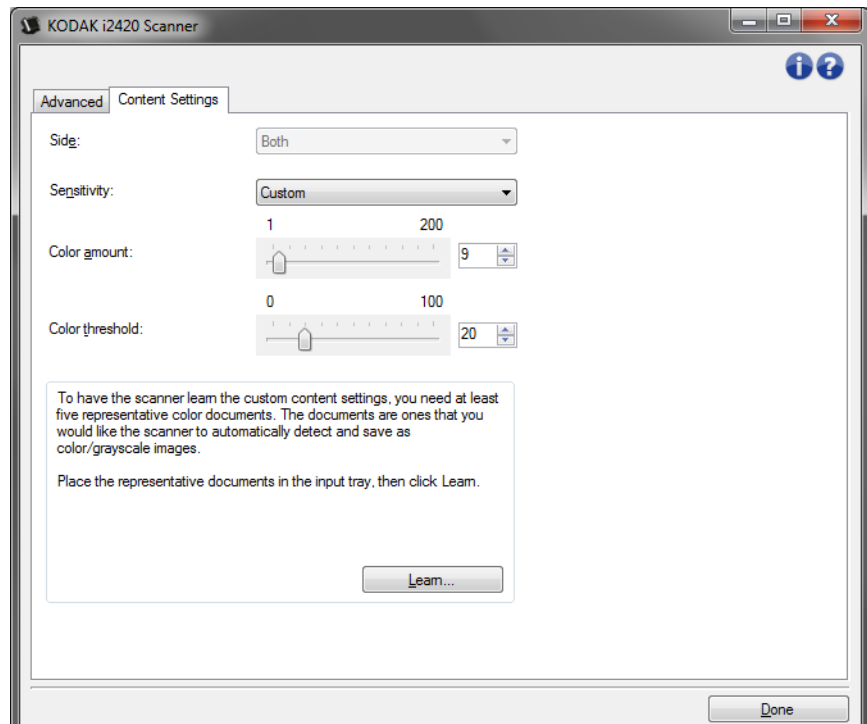 KODAK i2420 Scanner
Advanced Content Settings
Side: Both
Sensitivity: Custom
1 200
Color amount: 9
0 100
Color threshold: 20
To have the scanner learn the custom content settings, you need at least
five representative color documents. The documents are ones that you
would like the scanner to automatically detect and save as
color/grayscale images.
Place the representative documents in the input tray, then click Learn.
Learn...
Done